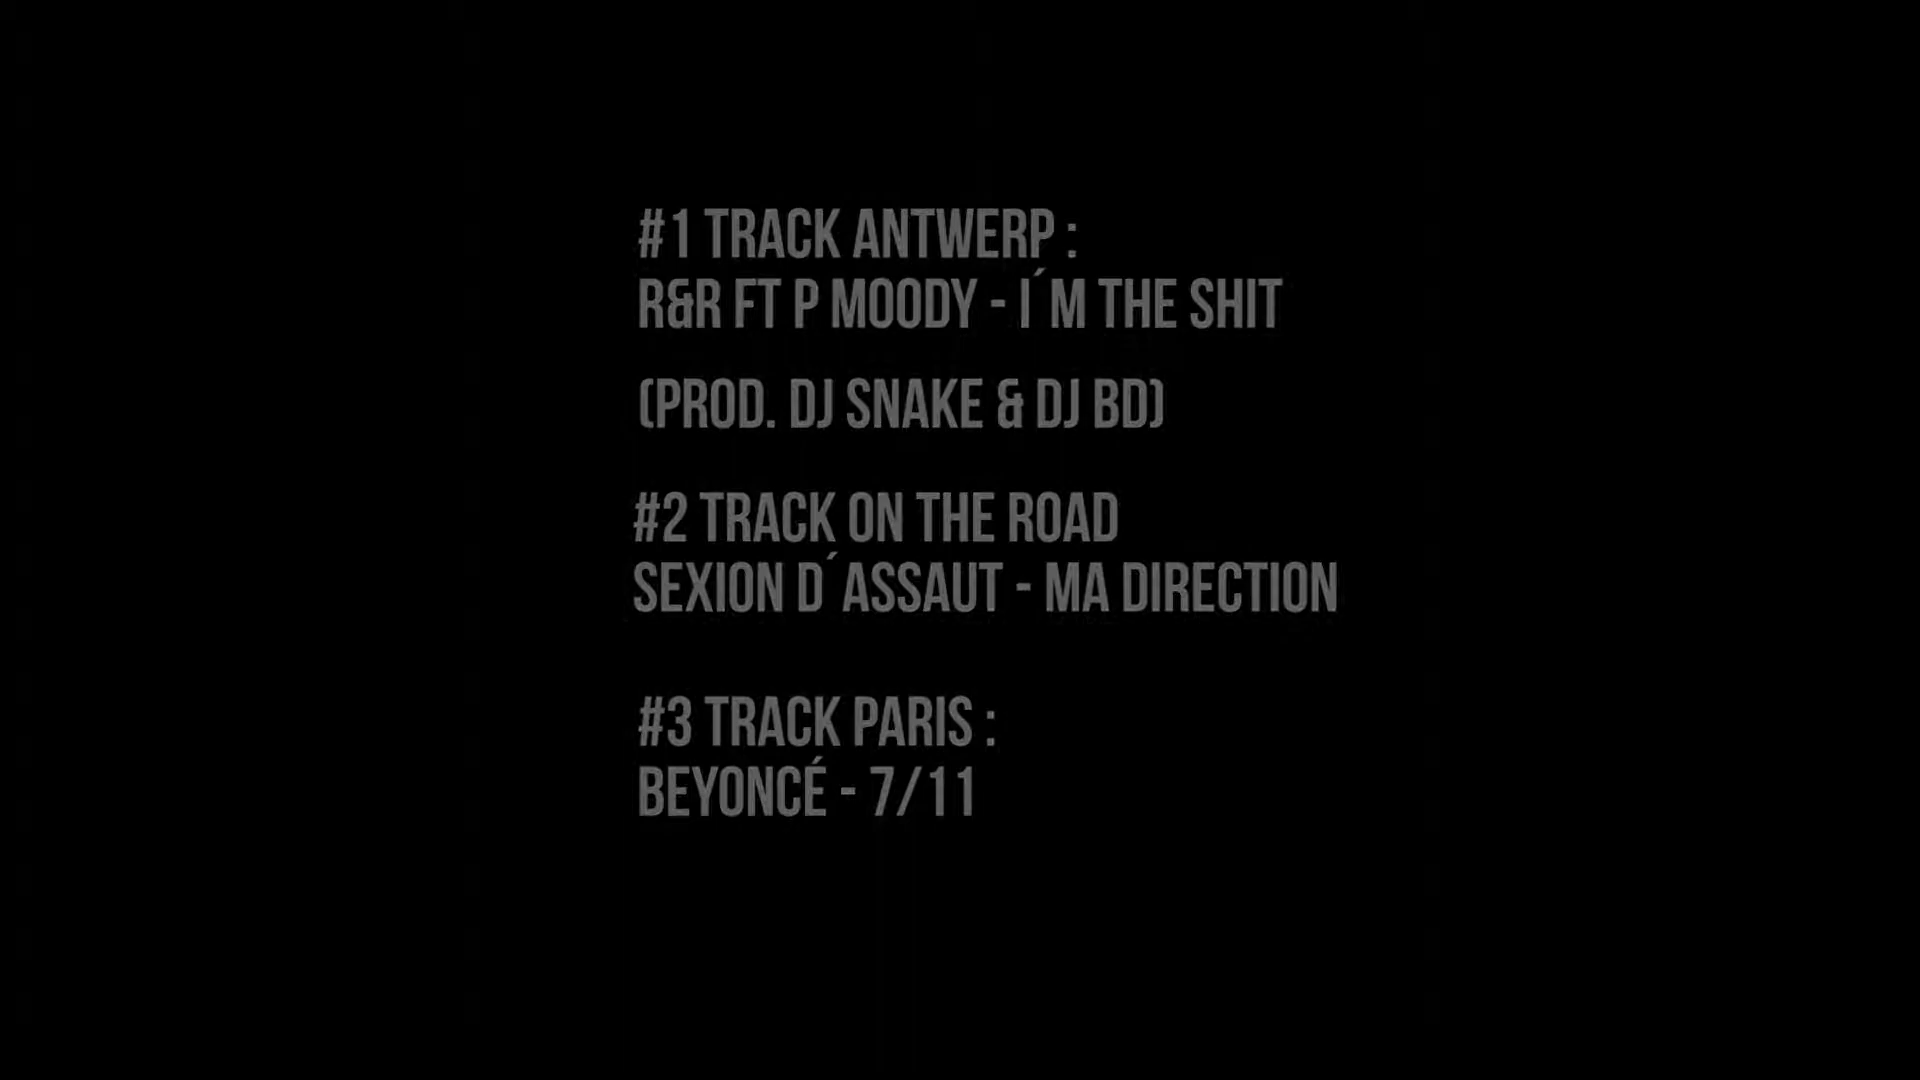 #1 TRACK ANTWERP :
R&R FT P MOODY - I´M THE SHIT
(PROD. DJ SNAKE & DJ BD)
#2 TRACK ON THE ROAD
SEXION D´ASSAUT - MA DIRECTION
#3 TRACK PARIS :
BEYONCÉ - 7/11